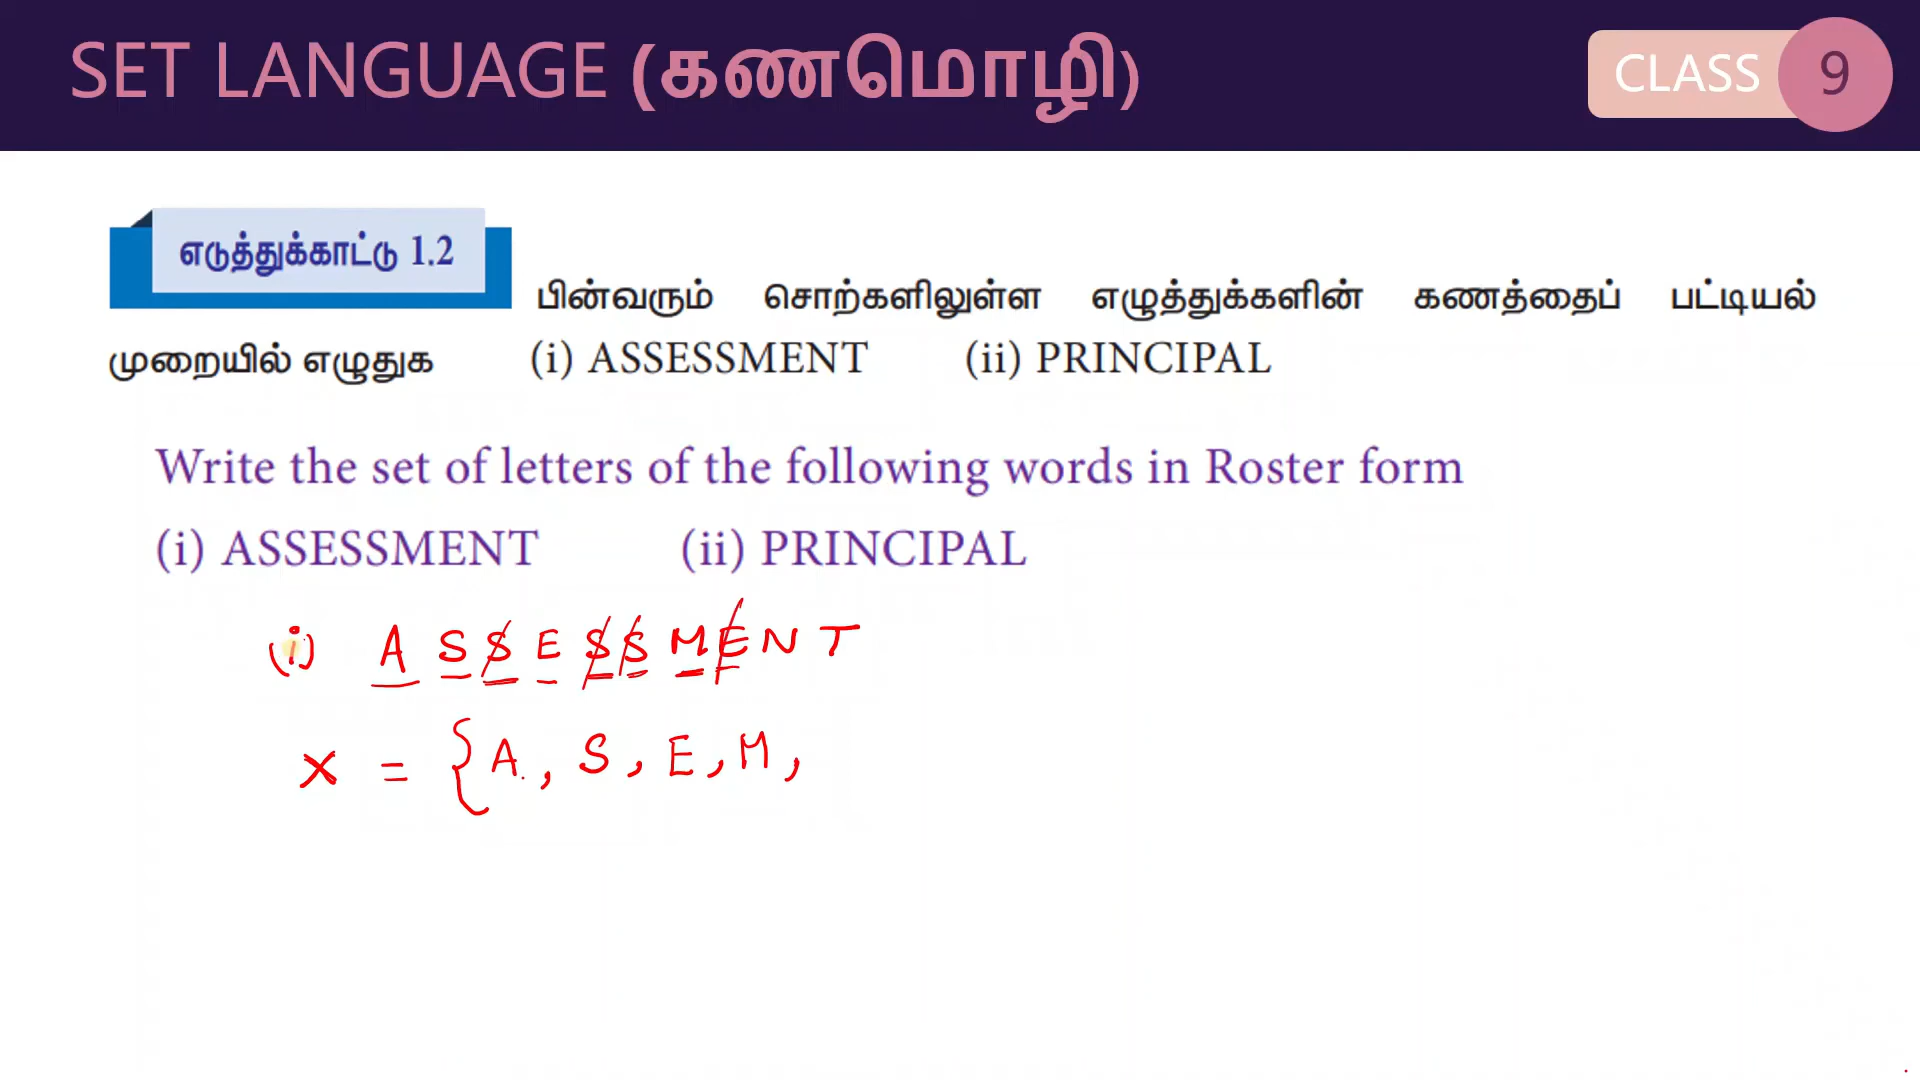 SET LANGUAGE (கணமொழி)
CLASS 9
எடுத்துக்காட்டு 1.2
பின்வரும் சொற்களிலுள்ள எழுத்துக்களின் கணத்தைப் பட்டியல்
முறையில் எழுதுக (i) ASSESSMENT (ii) PRINCIPAL
Write the set of letters of the following words in Roster form
(i) ASSESSMENT (ii) PRINCIPAL
(i) A S S E S S M E N T
X = {A, S, E, M,